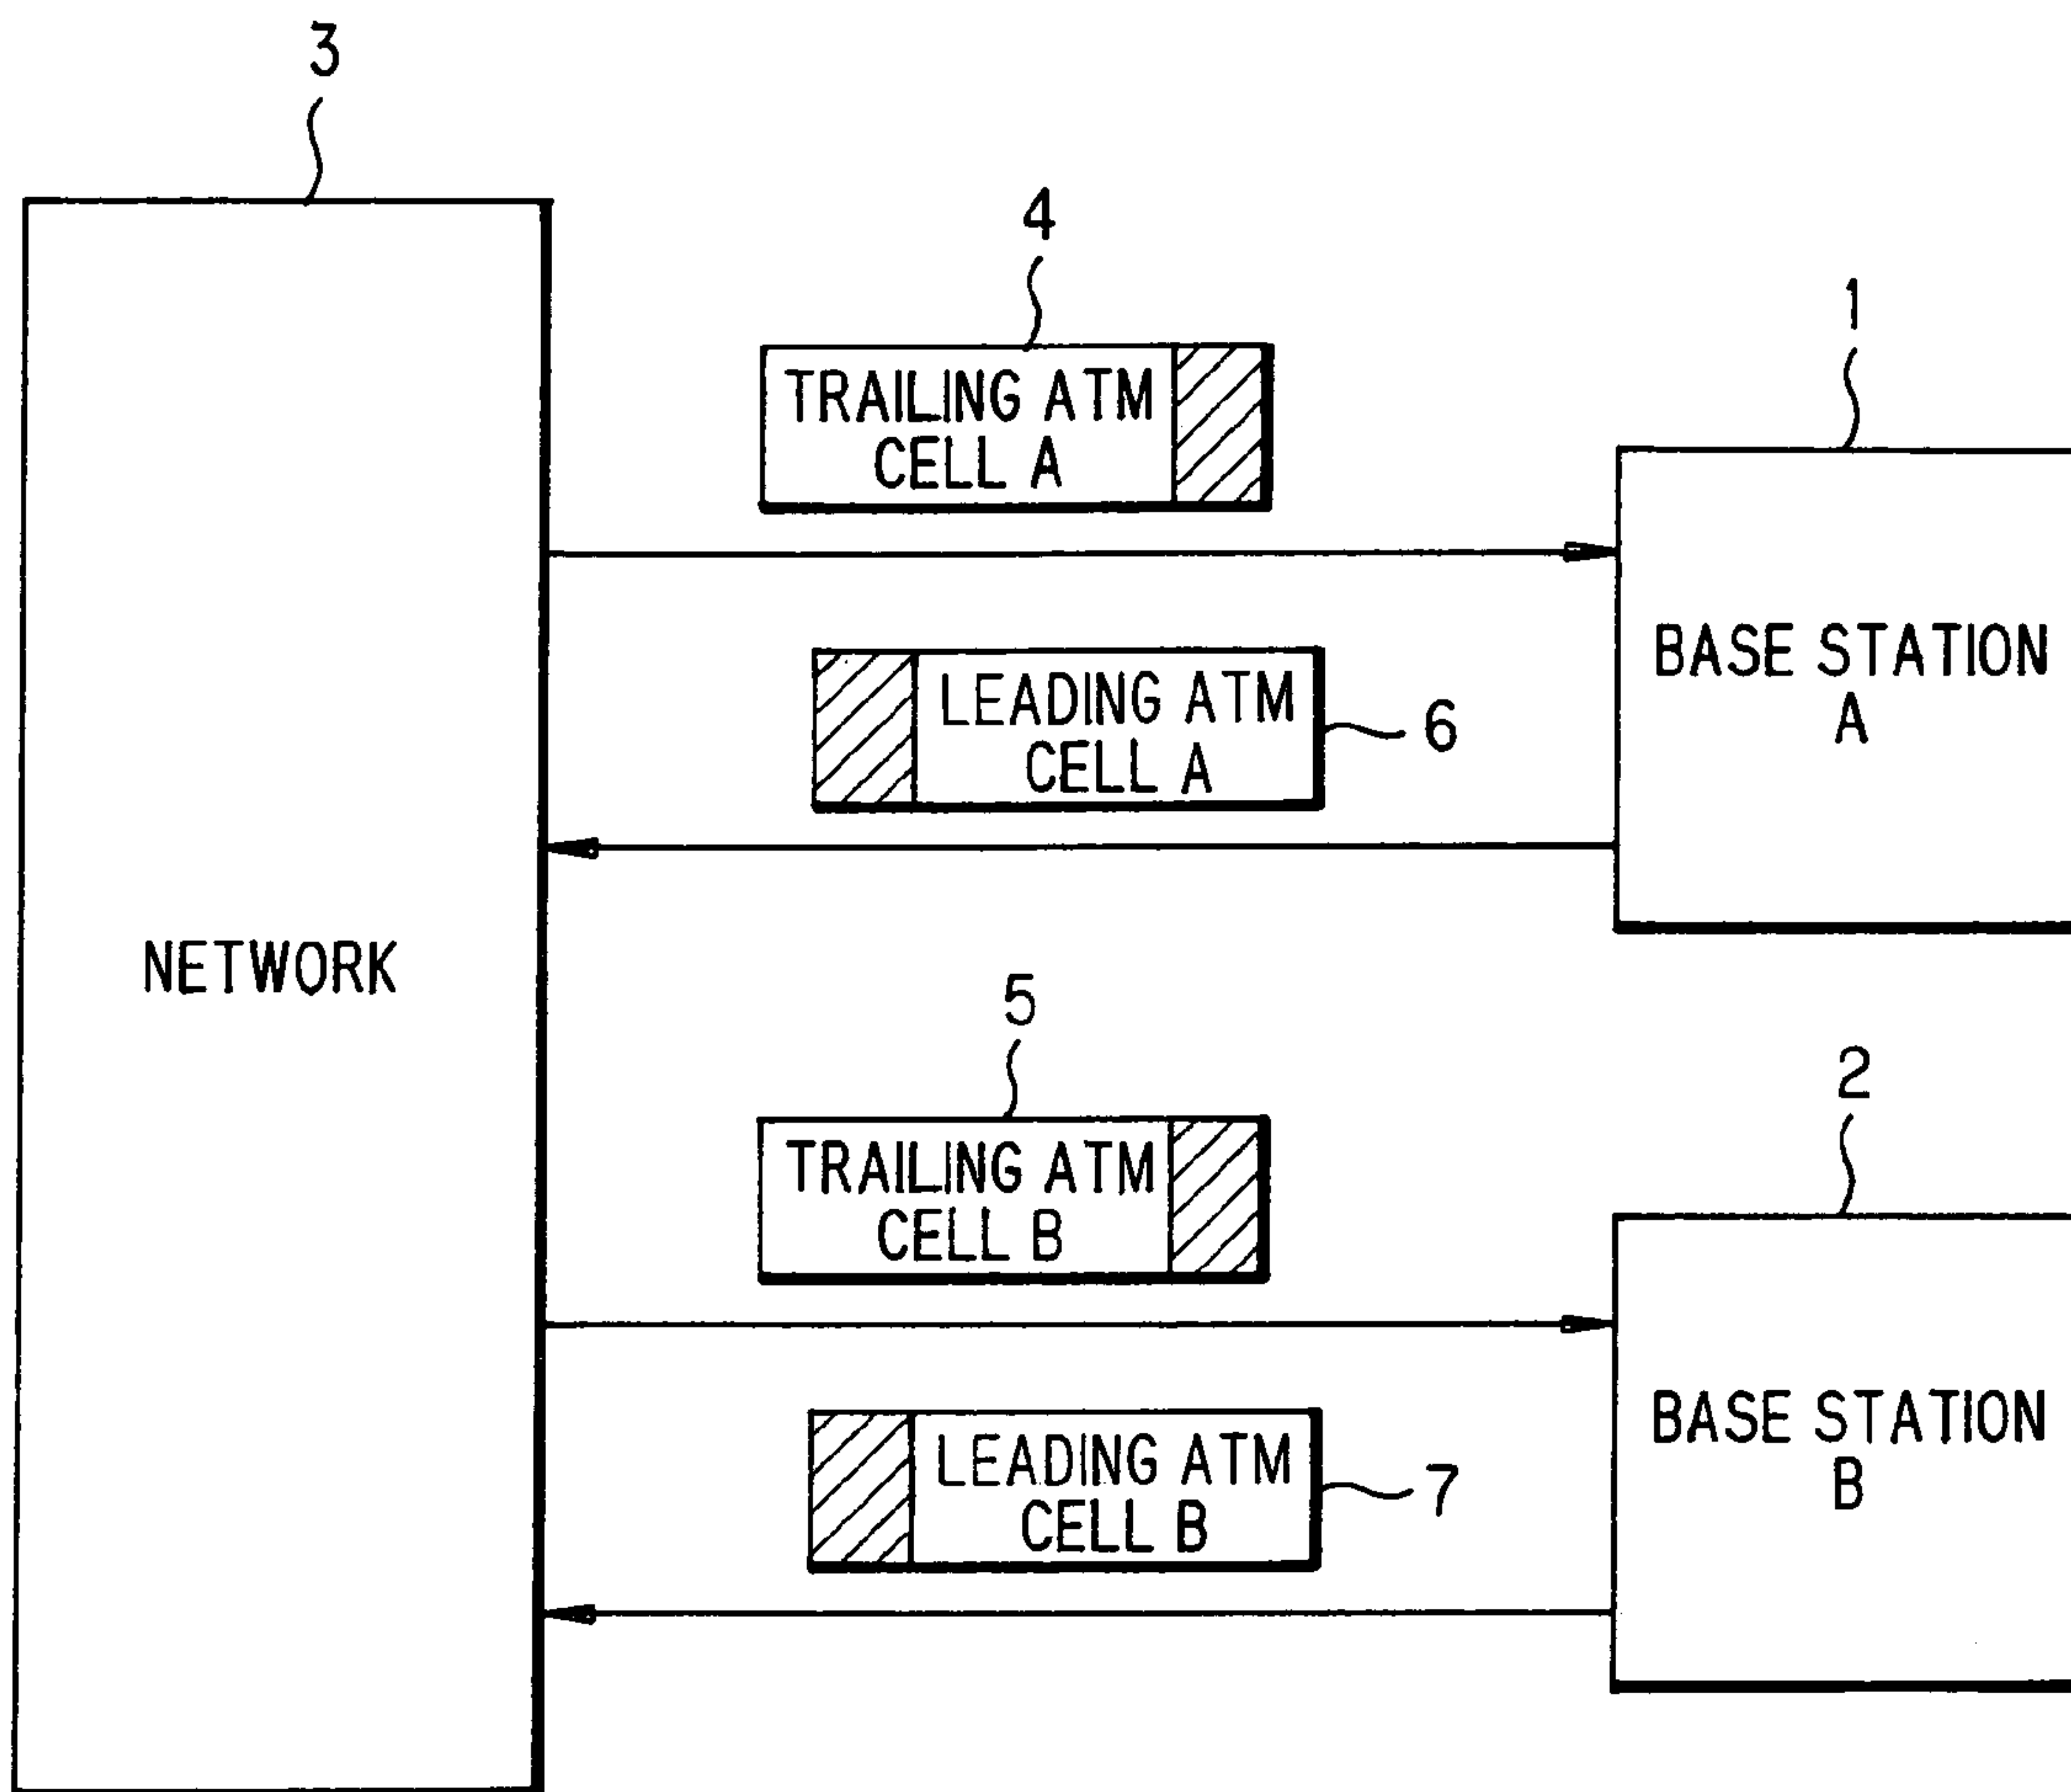 3
4
1
TRAILING ATM
CELL A
BASE STATION
A
LEADING ATM
CELL A
6
NETWORK
5
2
TRAILING ATM
CELL B
BASE STATION
B
LEADING ATM
CELL B
7